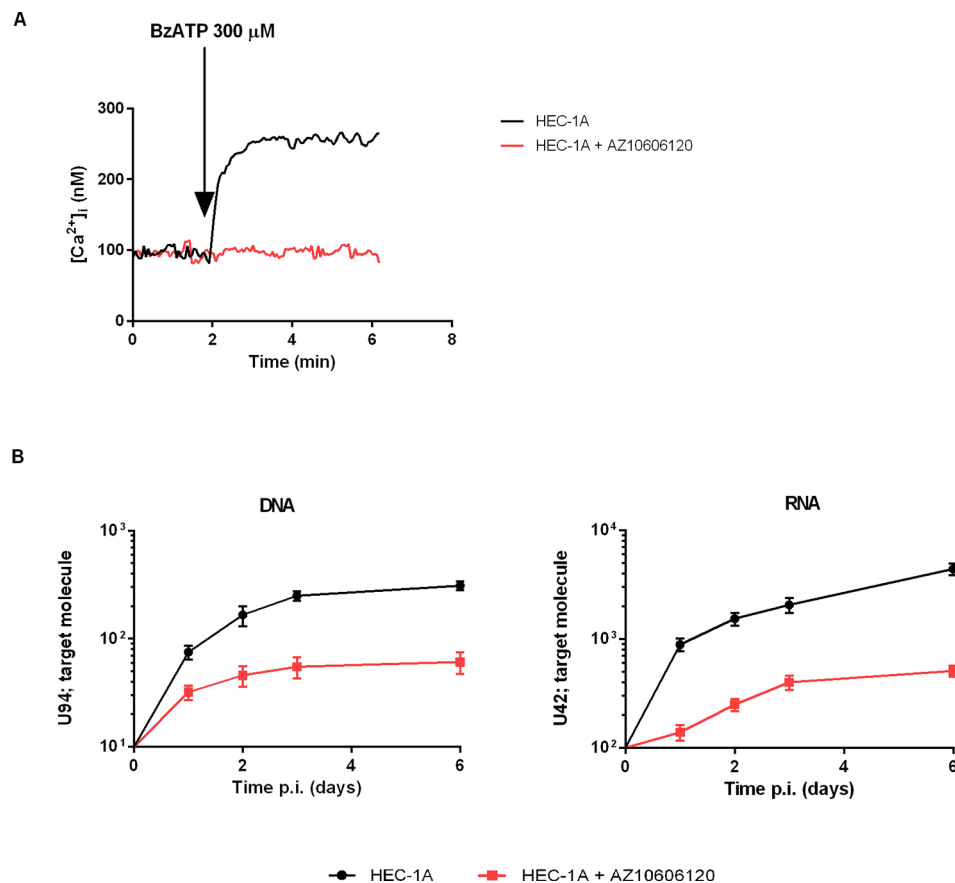 A
BzATP 300 μM
300
200
100
0
[Ca²⁺]ᵢ (nM)
0 2 4 6 8
Time (min)
HEC-1A
HEC-1A + AZ10606120
B
DNA
10³
10²
10¹
U94; target molecule
0 2 4 6
Time p.i. (days)
RNA
10⁴
10³
10²
U42; target molecule
0 2 4 6
Time p.i. (days)
HEC-1A HEC-1A + AZ10606120